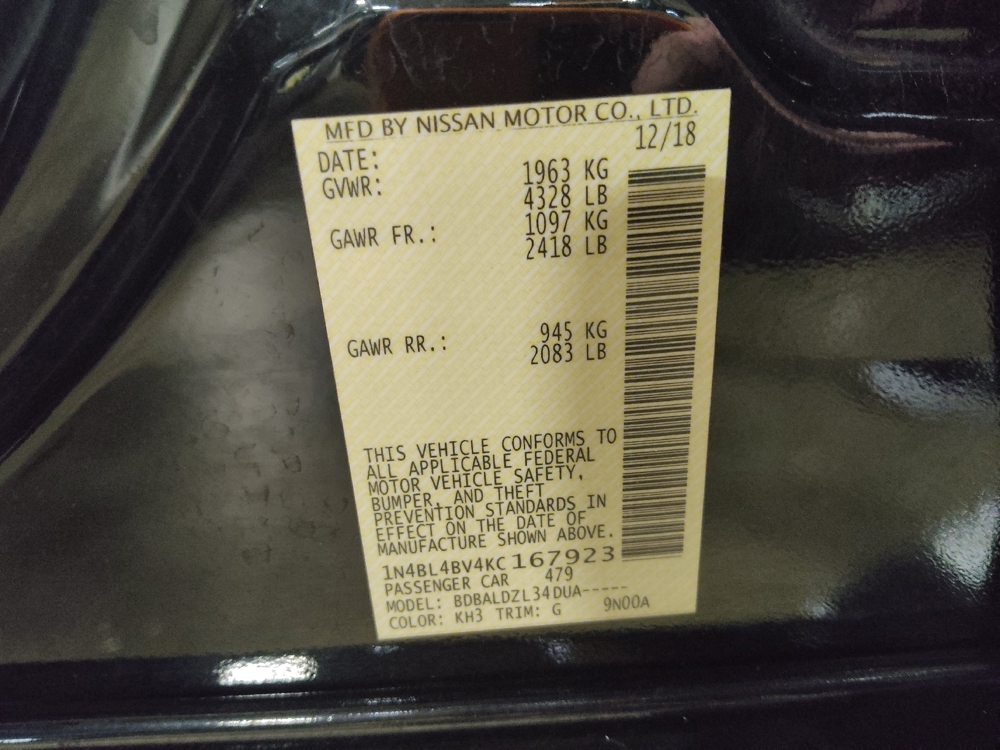 MFD BY NISSAN MOTOR CO., LTD.
DATE: 12/18
GVWR: 1963 KG
4328 LB
GAWR FR.: 1097 KG
2418 LB
GAWR RR.: 945 KG
2083 LB
THIS VEHICLE CONFORMS TO
ALL APPLICABLE FEDERAL
MOTOR VEHICLE SAFETY,
BUMPER, AND THEFT
PREVENTION STANDARDS IN
EFFECT ON THE DATE OF
MANUFACTURE SHOWN ABOVE.
1N4BL4BV4KC167923
PASSENGER CAR 479
MODEL: BDBALDZL34DUA-----
COLOR: KH3 TRIM: G 9N00A